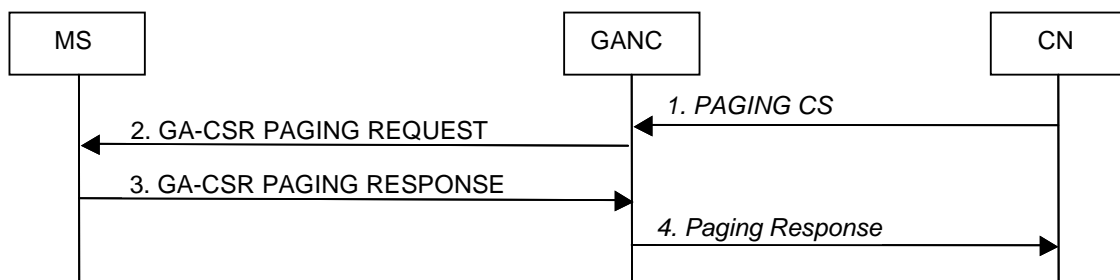 MS
GANC
CN
1. PAGING CS
2. GA-CSR PAGING REQUEST
3. GA-CSR PAGING RESPONSE
4. Paging Response